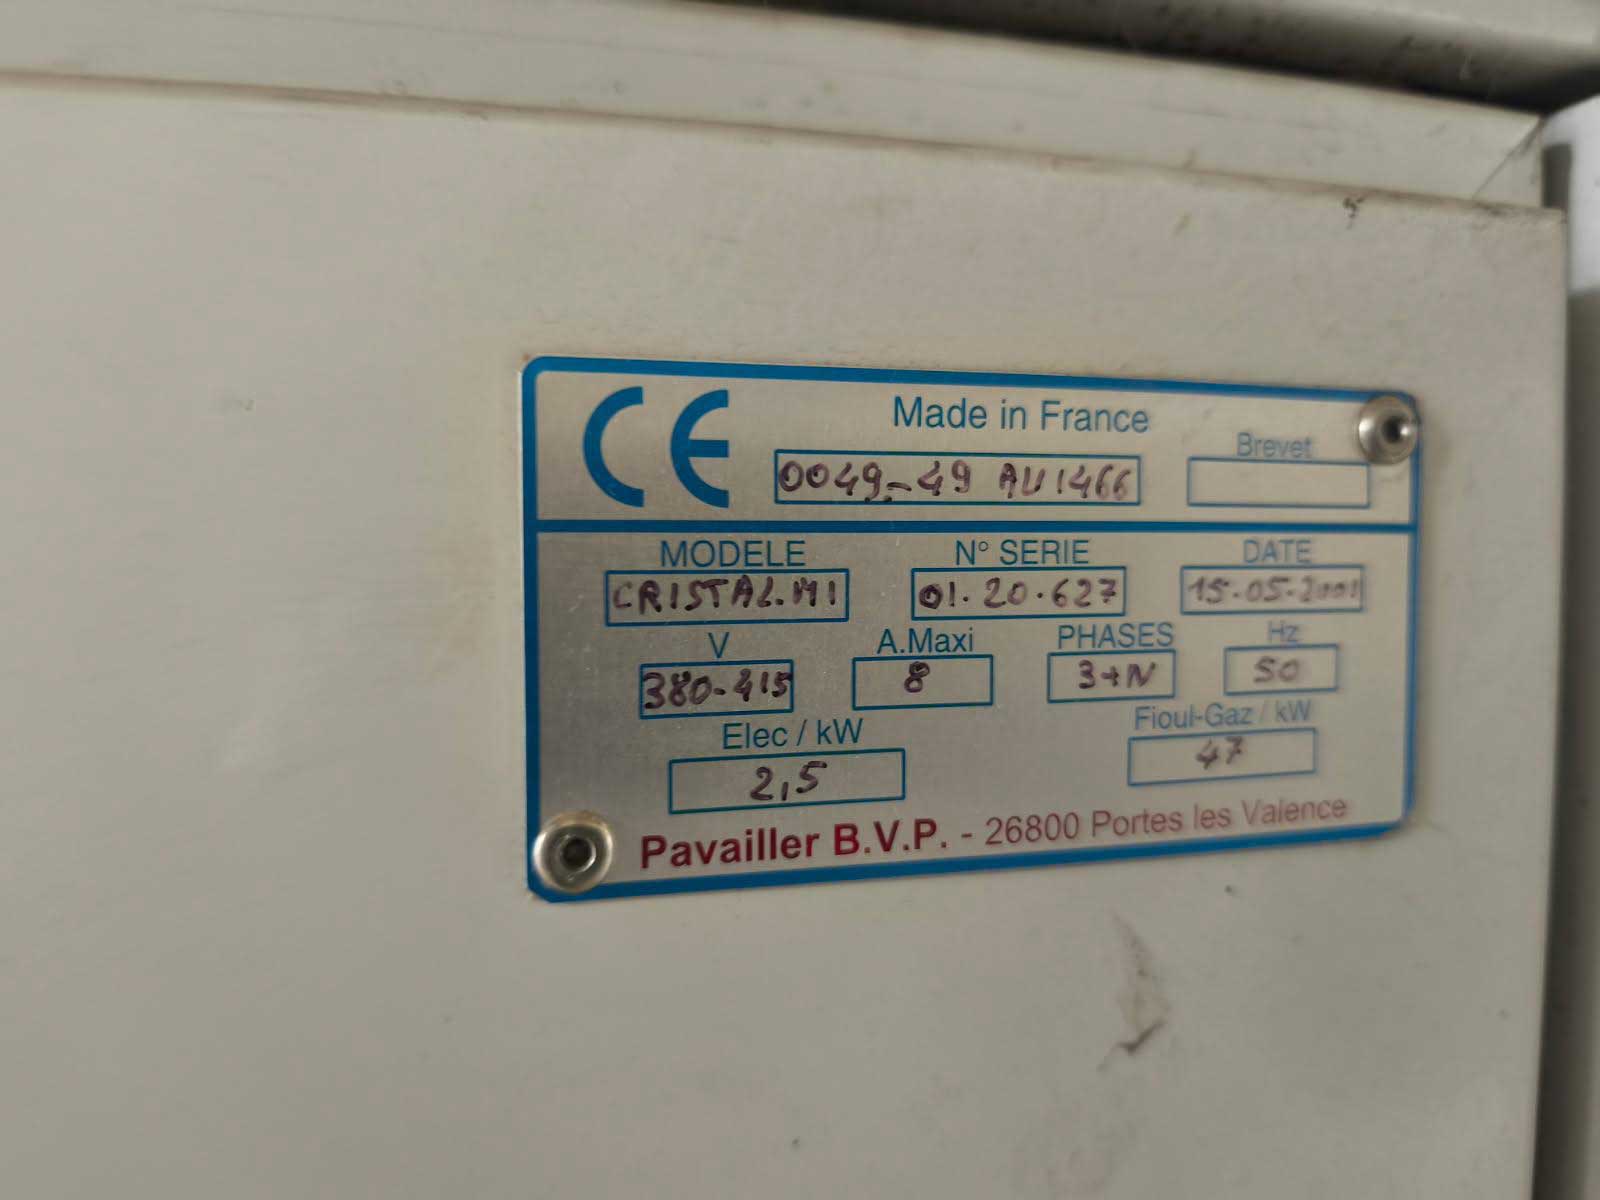 CE
Made in France
0049-49 AU1466
Brevet
MODELE N° SERIE DATE
CRISTAL.M1 01.20.627 15-05-2001
V A.Maxi PHASES Hz
380-415 8 3+N 50
Elec / kW Fioul-Gaz / kW
2,5 47
Pavailler B.V.P. - 26800 Portes les Valence